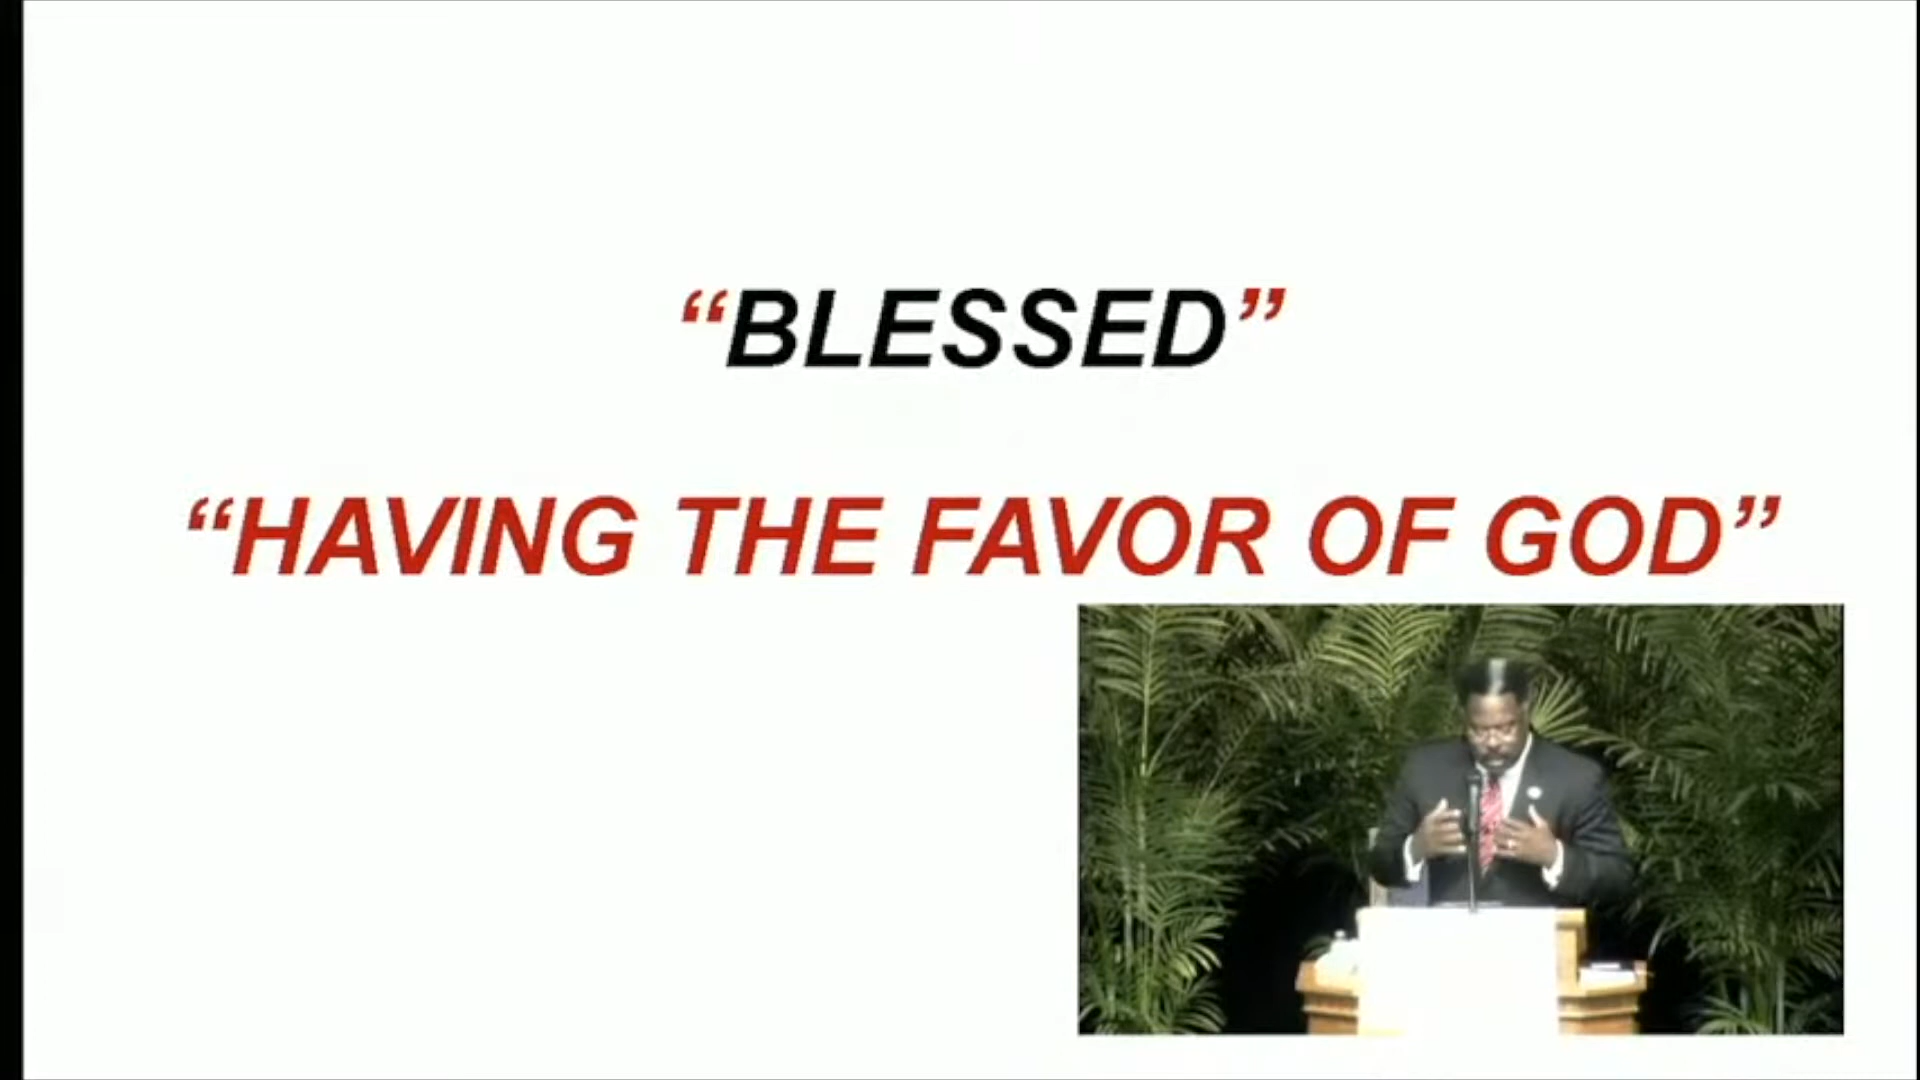 “BLESSED”
“HAVING THE FAVOR OF GOD”